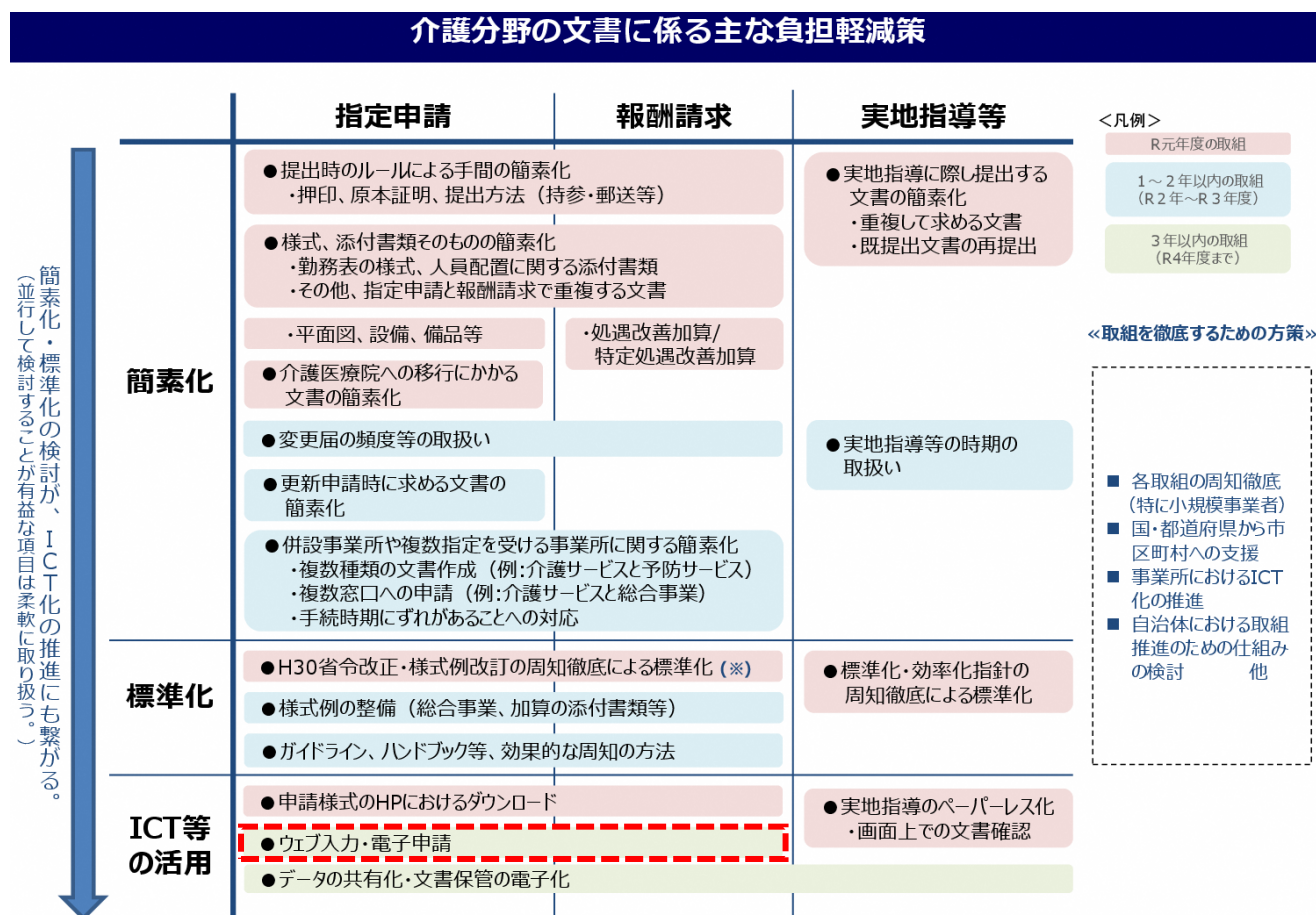 介護分野の文書に係る主な負担軽減策
指定申請
報酬請求
実地指導等
簡素化
●提出時のルールによる手間の簡素化
・押印、原本証明、提出方法（持参・郵送等）
●様式、添付書類そのものの簡素化
・勤務表の様式、人員配置に関する添付書類
・その他、指定申請と報酬請求で重複する文書
・平面図、設備、備品等
・処遇改善加算/
特定処遇改善加算
●介護医療院への移行にかかる
文書の簡素化
●変更届の頻度等の取扱い
●更新申請時に求める文書の
簡素化
●併設事業所や複数指定を受ける事業所に関する簡素化
・複数種類の文書作成（例：介護サービスと予防サービス）
・複数窓口への申請（例：介護サービスと総合事業）
・手続時期にずれがあることへの対応
●実地指導に際し提出する
文書の簡素化
・重複して求める文書
・既提出文書の再提出
●実地指導等の時期の
取扱い
標準化
●H30省令改正・様式例改訂の周知徹底による標準化（※）
●様式例の整備（総合事業、加算の添付書類等）
●ガイドライン、ハンドブック等、効果的な周知の方法
●標準化・効率化指針の
周知徹底による標準化
ICT等
の活用
●申請様式のHPにおけるダウンロード
●ウェブ入力・電子申請
●データの共有化・文書保管の電子化
●実地指導のペーパーレス化
・画面上での文書確認
簡素化・標準化の検討が、ICT化の推進にも繋がる。
（並行して検討することが有益な項目は柔軟に取り扱う。）
＜凡例＞
R元年度の取組
1～2年以内の取組
（R2年～R3年度）
3年以内の取組
（R4年度まで）
≪取組を徹底するための方策≫
■ 各取組の周知徹底
（特に小規模事業者）
■ 国・都道府県から市
区町村への支援
■ 事業所におけるICT
化の推進
■ 自治体における取組
推進のための仕組み
の検討　　他